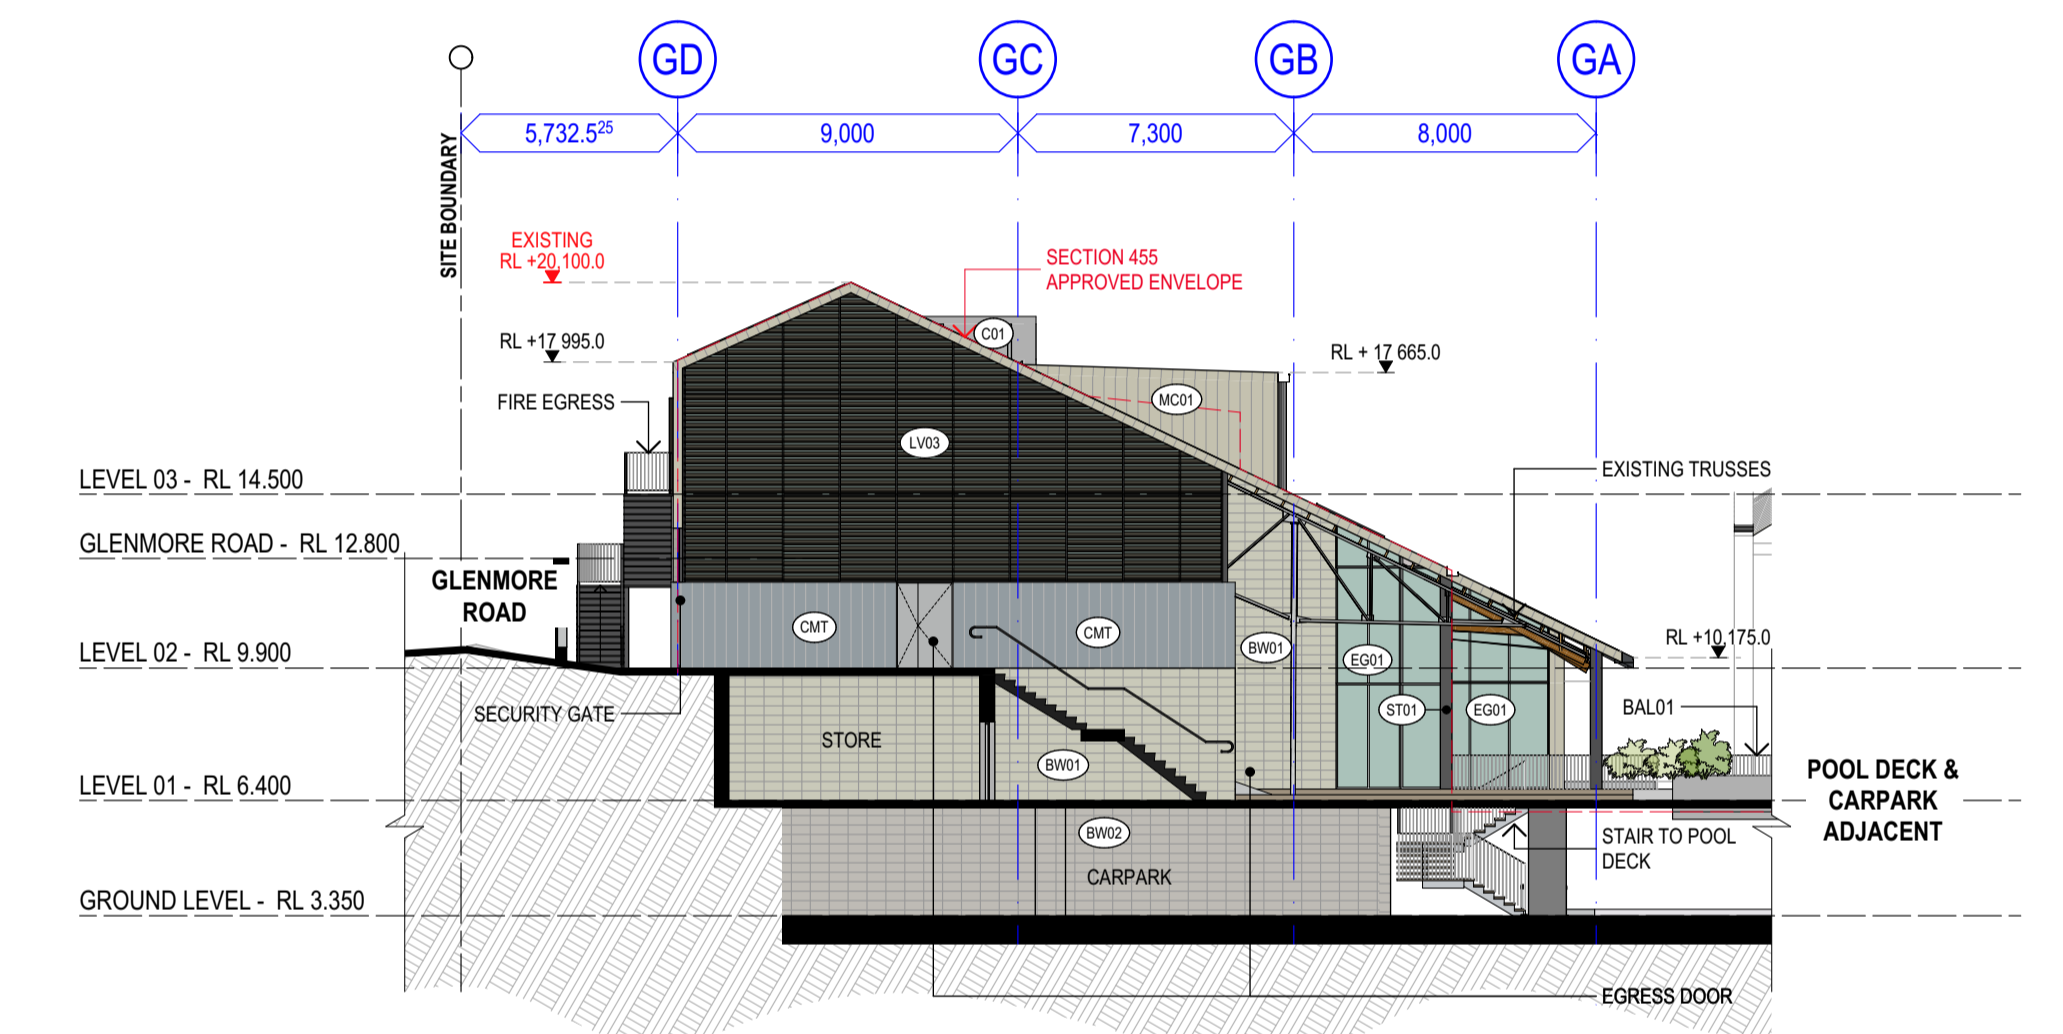 GD
GC
GB
GA
5,732.5²⁵
9,000
7,300
8,000
SITE BOUNDARY
EXISTING
RL +20,100.0
SECTION 455
APPROVED ENVELOPE
RL +17 995.0
C01
RL + 17 665.0
FIRE EGRESS
MC01
LV03
LEVEL 03 - RL 14.500
EXISTING TRUSSES
GLENMORE ROAD - RL 12.800
GLENMORE
ROAD
CMT
CMT
RL +10,175.0
LEVEL 02 - RL 9.900
BW01
EG01
SECURITY GATE
ST01
EG01
BAL01
STORE
BW01
LEVEL 01 - RL 6.400
POOL DECK &
CARPARK
ADJACENT
BW02
STAIR TO POOL
DECK
CARPARK
GROUND LEVEL - RL 3.350
EGRESS DOOR